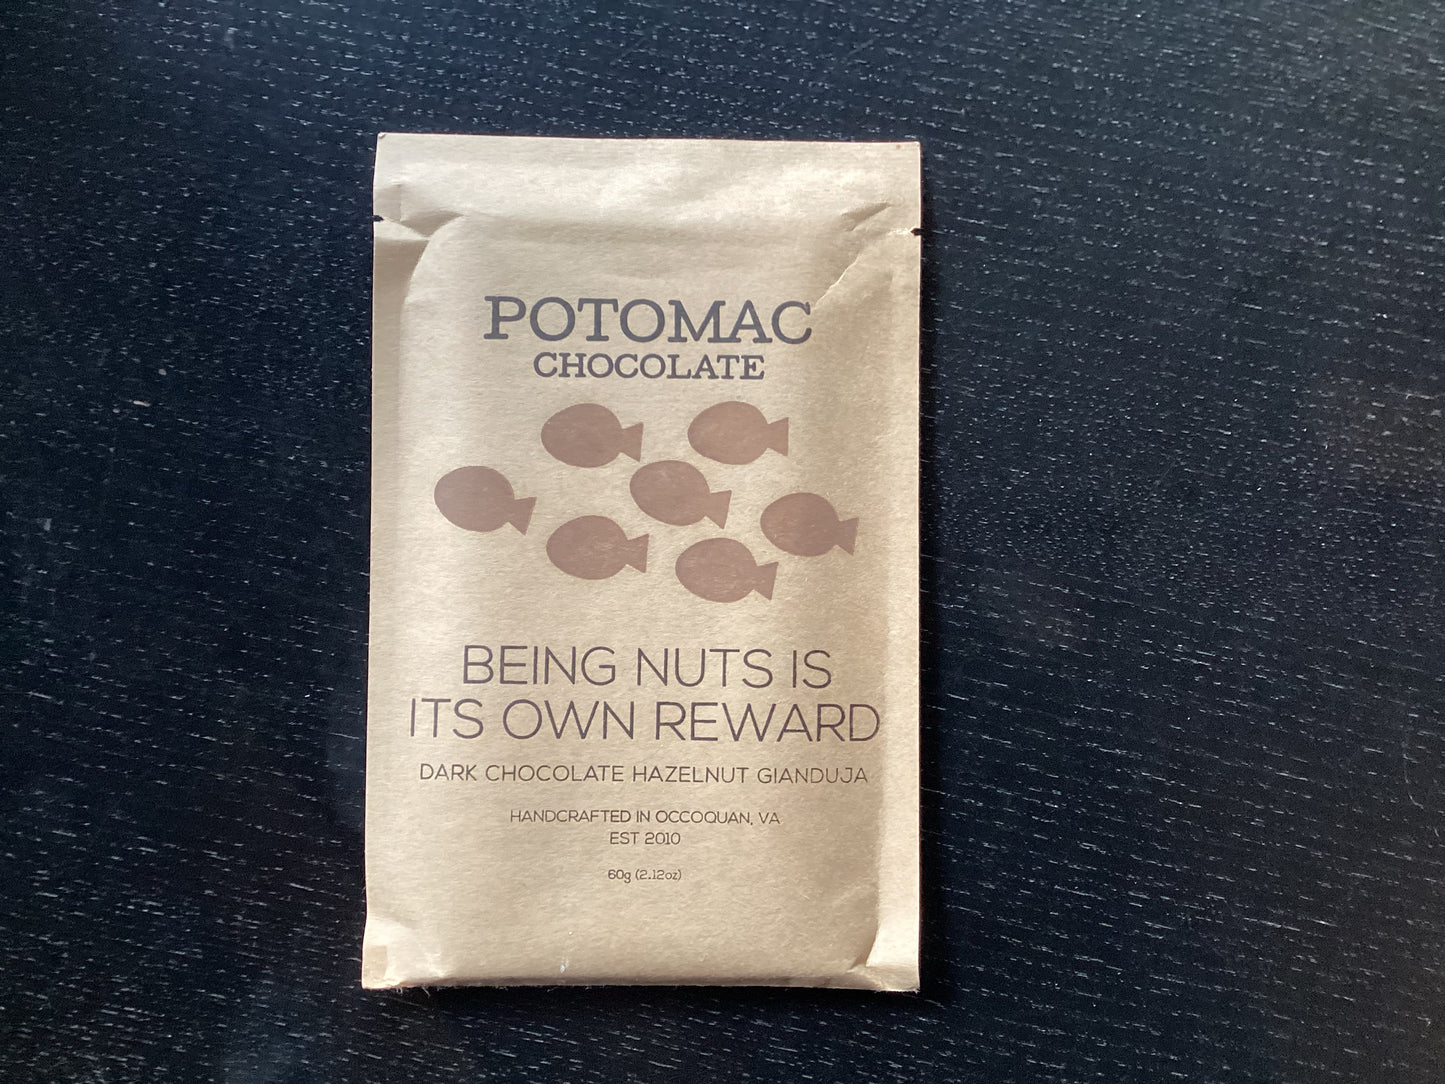 POTOMAC
CHOCOLATE
BEING NUTS IS
ITS OWN REWARD
DARK CHOCOLATE HAZELNUT GIANDUJA
HANDCRAFTED IN OCCOQUAN, VA
EST 2010
60g (2.12oz)